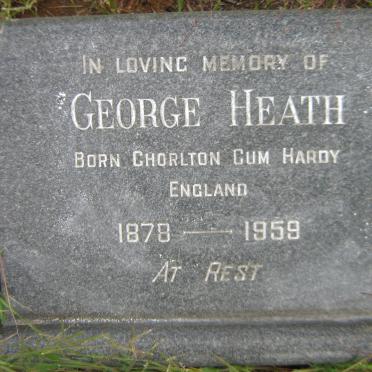 IN LOVING MEMORY OF
GEORGE HEATH
BORN CHORLTON CUM HARDY
ENGLAND
1878 — 1959
AT REST